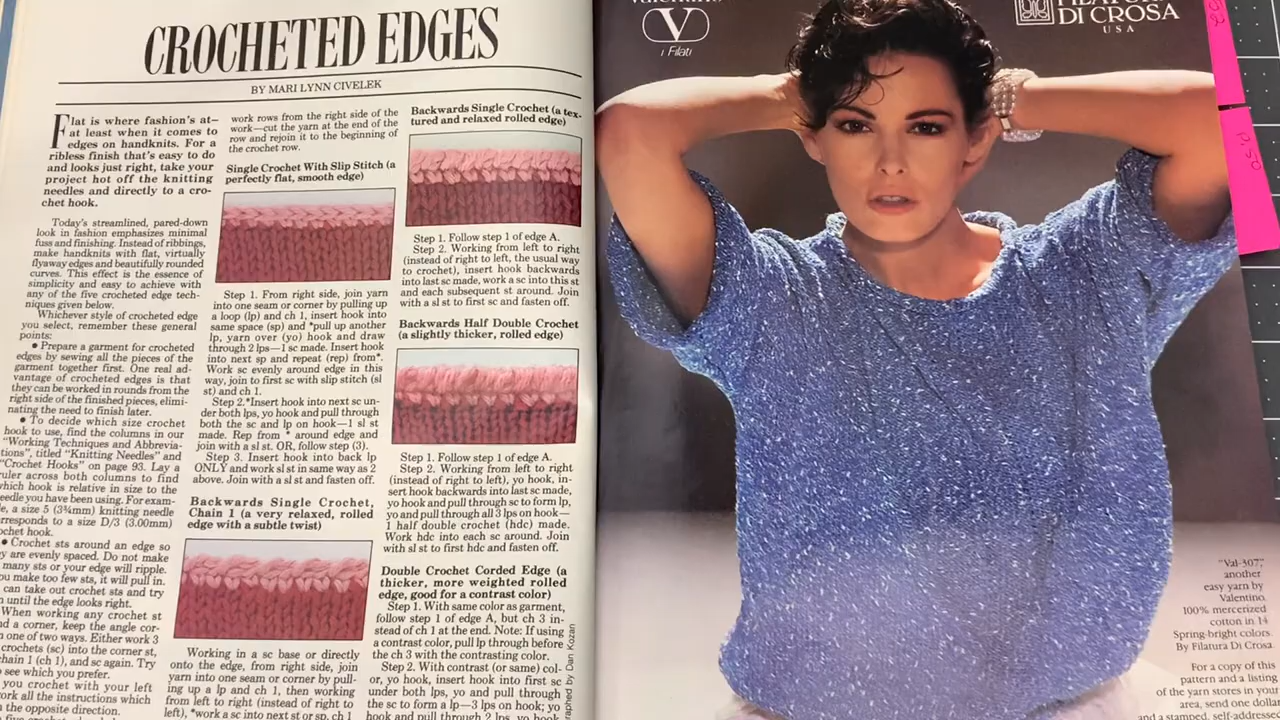 CROCHETED EDGES
BY MARI LYNN CIVELEK
Flat is where fashion's at—
at least when it comes to
edges on handknits. For a
ribless finish that's easy to do
and looks just right, take your
project hot off the knitting
needles and directly to a cro-
chet hook.
Today's streamlined, pared-down
look in fashion emphasizes minimal
fuss and finishing. Instead of ribbings,
make handknits with flat, virtually
flyaway edges and beautifully rounded
curves. This effect is the essence of
simplicity and easy to achieve with
any of the five crocheted edge tech-
niques given below.
Whichever style of crocheted edge
you select, remember these general
points:
• Prepare a garment for crocheted
edges by sewing all the pieces of the
garment together first. One real ad-
vantage of crocheted edges is that
they can be worked in rounds from the
right side of the finished pieces, elimi-
nating the need to finish later.
• To decide which size crochet
hook to use, find the columns in our
"Working Techniques and Abbrevia-
tions", titled "Knitting Needles" and
"Crochet Hooks" on page 93. Lay a
ruler across both columns to find
which hook is relative in size to the
needle you have been using. For exam-
a size 5 (3¾mm) knitting needle
to a size D/3 (3.00mm)
hook.
• Crochet sts around an edge so
are evenly spaced. Do not make
many sts or your edge will ripple.
make too few sts, it will pull in.
can take out crochet sts and try
until the edge looks right.
When working any crochet st
a corner, keep the angle cor-
one of two ways. Either work 3
crochets (sc) into the corner st,
chain 1 (ch 1), and sc again. Try
see which you prefer.
you crochet with your left
all the instructions which
the opposite direction.
five crocheted
work rows from the right side of the
work—cut the yarn at the end of the
row and rejoin it to the beginning of
the crochet row.
Single Crochet With Slip Stitch (a
perfectly flat, smooth edge)
Step 1. From right side, join yarn
into one seam or corner by pulling up
a loop (lp) and ch 1, insert hook into
same space (sp) and *pull up another
lp, yarn over (yo) hook and draw
through 2 lps—1 sc made. Insert hook
into next sp and repeat (rep) from*.
Work sc evenly around edge in this
way, join to first sc with slip stitch (sl
st) and ch 1.
Step 2.*Insert hook into next sc un-
der both lps, yo hook and pull through
both the sc and lp on hook—1 sl st
made. Rep from * around edge and
join with a sl st. OR, follow step (3).
Step 3. Insert hook into back lp
ONLY and work sl st in same way as 2
above. Join with a sl st and fasten off.
Backwards Single Crochet,
Chain 1 (a very relaxed, rolled
edge with a subtle twist)
Working in a sc base or directly
onto the edge, from right side, join
yarn into one seam or corner by pull-
ing up a lp and ch 1, then working
from left to right (instead of right to
left), *work a sc into next st or sp, ch 1
Backwards Single Crochet (a tex-
tured and relaxed rolled edge)
Step 1. Follow step 1 of edge A.
Step 2. Working from left to right
(instead of right to left, the usual way
to crochet), insert hook backwards
into last sc made, work a sc into this st
and each subsequent st around. Join
with a sl st to first sc and fasten off.
Backwards Half Double Crochet
(a slightly thicker, rolled edge)
Step 1. Follow step 1 of edge A.
Step 2. Working from left to right
(instead of right to left), yo hook, in-
sert hook backwards into last sc made,
yo hook and pull through sc to form lp,
yo and pull through all 3 lps on hook—
1 half double crochet (hdc) made.
Work hdc into each sc around. Join
with sl st to first hdc and fasten off.
Double Crochet Corded Edge (a
thicker, more weighted rolled
edge, good for a contrast color)
Step 1. With same color as garment,
follow step 1 of edge A, but ch 3 in-
stead of ch 1 at the end. Note: If using
a contrast color, pull lp through before
the ch 3 with the contrasting color.
Step 2. With contrast (or same) col-
or, yo hook, insert hook into first sc
under both lps, yo and pull through
the sc to form a lp—3 lps on hook; yo
hook and pull through 2 lps, yo hook
by Dan Kozan
Valentino
V
i Filati
FILATURA
DI CROSA
USA
"Val-307,"
another
easy yarn by
Valentino.
100% mercerized
cotton in 14
Spring-bright colors.
By Filatura Di Crosa.
For a copy of this
pattern and a listing
of the yarn stores in your
area, send one dollar
and a stamped, self-addressed
p.50